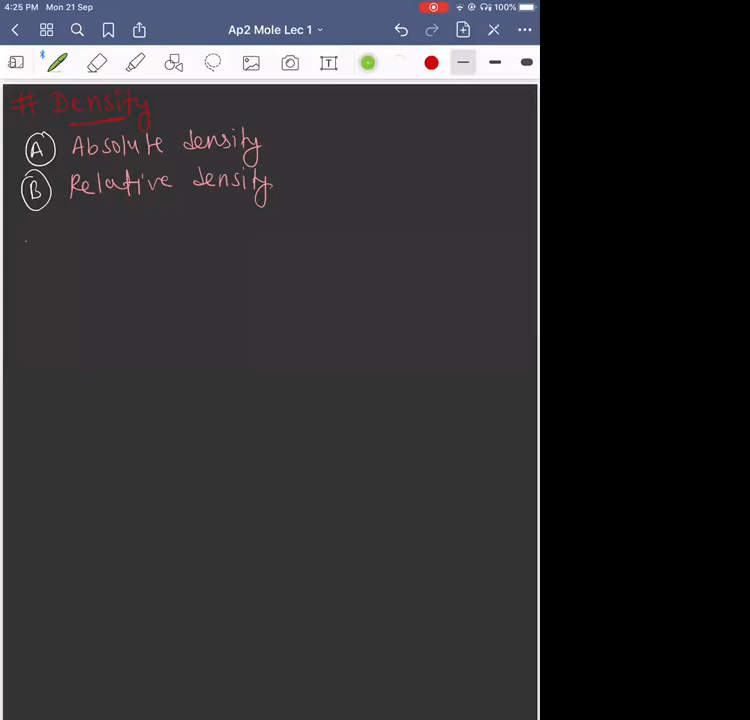 4:25 PM Mon 21 Sep 100%
Ap2 Mole Lec 1
T
# Density
A Absolute density
B Relative density